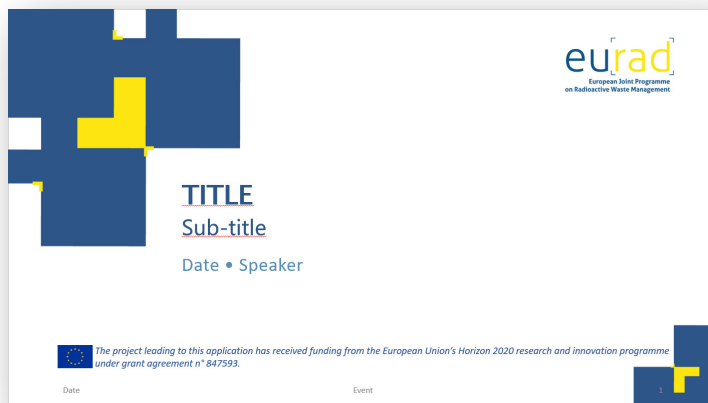 eurad
European Joint Programme
on Radioactive Waste Management
TITLE
Sub-title
Date • Speaker
The project leading to this application has received funding from the European Union's Horizon 2020 research and innovation programme
under grant agreement n° 847593.
Date Event 1